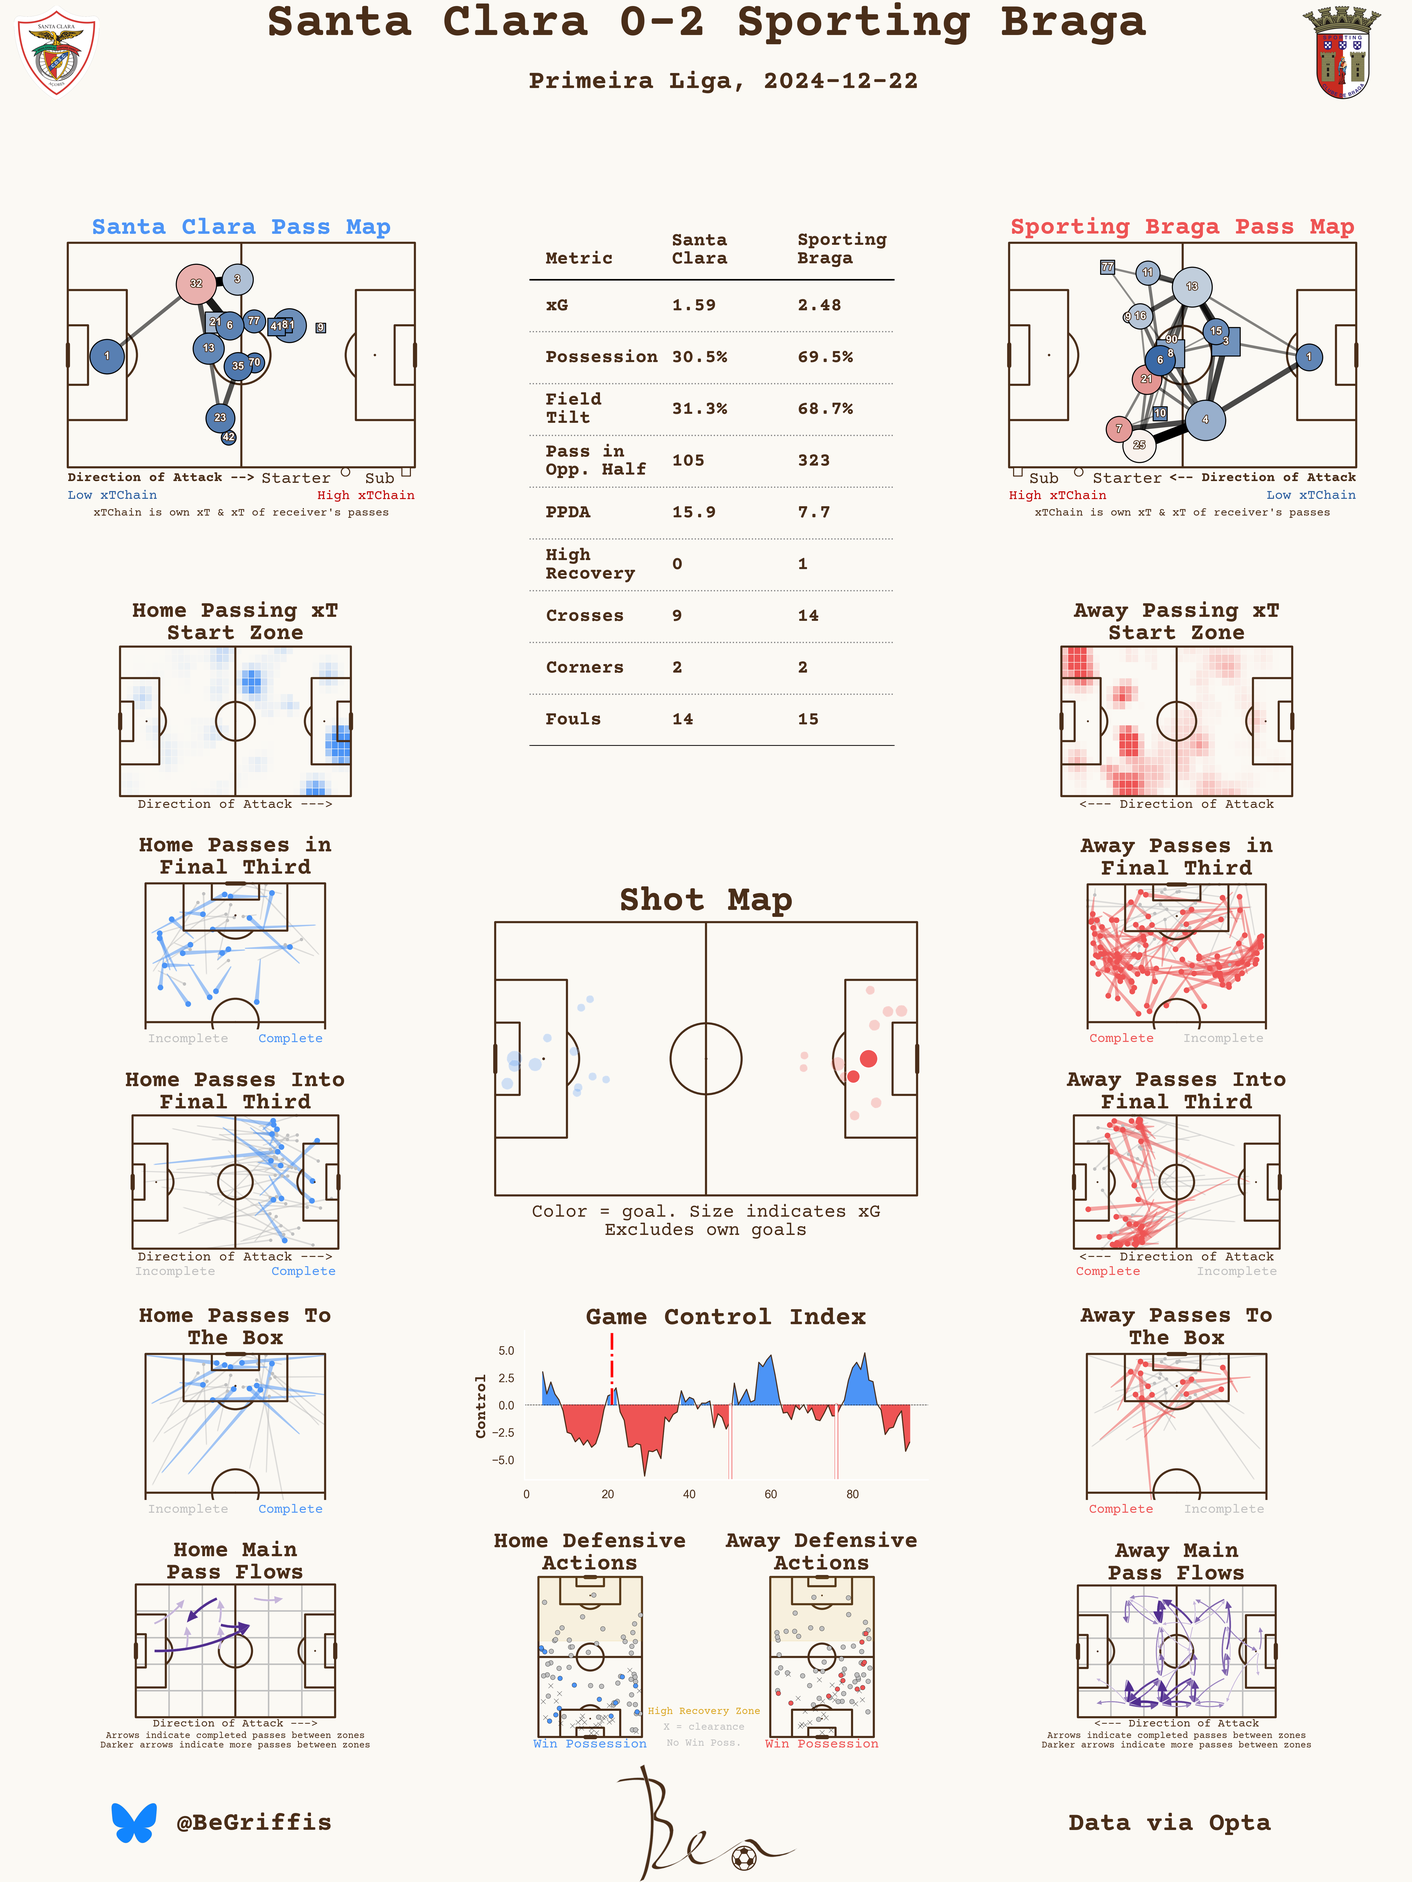 Santa Clara 0-2 Sporting Braga
Primeira Liga, 2024-12-22
SANTA CLARA
AÇORES
SPORTING
CLUBE DE BRAGA
Santa Clara Pass Map
1
32
3
21
6
77
41
8
1
9
13
35
70
23
42
Direction of Attack --> Starter Sub
Low xTChain High xTChain
xTChain is own xT & xT of receiver's passes
Metric Santa Clara Sporting Braga
xG 1.59 2.48
Possession 30.5% 69.5%
Field Tilt 31.3% 68.7%
Pass in Opp. Half 105 323
PPDA 15.9 7.7
High Recovery 0 1
Crosses 9 14
Corners 2 2
Fouls 14 15
Sporting Braga Pass Map
77
11
13
9
16
15
3
90
8
6
1
21
10
4
7
25
Sub Starter <-- Direction of Attack
High xTChain Low xTChain
xTChain is own xT & xT of receiver's passes
Home Passing xT
Start Zone
Direction of Attack --->
Away Passing xT
Start Zone
<--- Direction of Attack
Home Passes in
Final Third
Incomplete Complete
Shot Map
Color = goal. Size indicates xG
Excludes own goals
Away Passes in
Final Third
Complete Incomplete
Home Passes Into
Final Third
Direction of Attack --->
Incomplete Complete
Away Passes Into
Final Third
<--- Direction of Attack
Complete Incomplete
Home Passes To
The Box
Incomplete Complete
Game Control Index
Control
5.0
2.5
0.0
−2.5
−5.0
0 20 40 60 80
Away Passes To
The Box
Complete Incomplete
Home Main
Pass Flows
Direction of Attack --->
Arrows indicate completed passes between zones
Darker arrows indicate more passes between zones
Home Defensive
Actions
Win Possession
Away Defensive
Actions
Win Possession
High Recovery Zone
X = clearance
No Win Poss.
Away Main
Pass Flows
<--- Direction of Attack
Arrows indicate completed passes between zones
Darker arrows indicate more passes between zones
@BeGriffis
Ben
Data via Opta